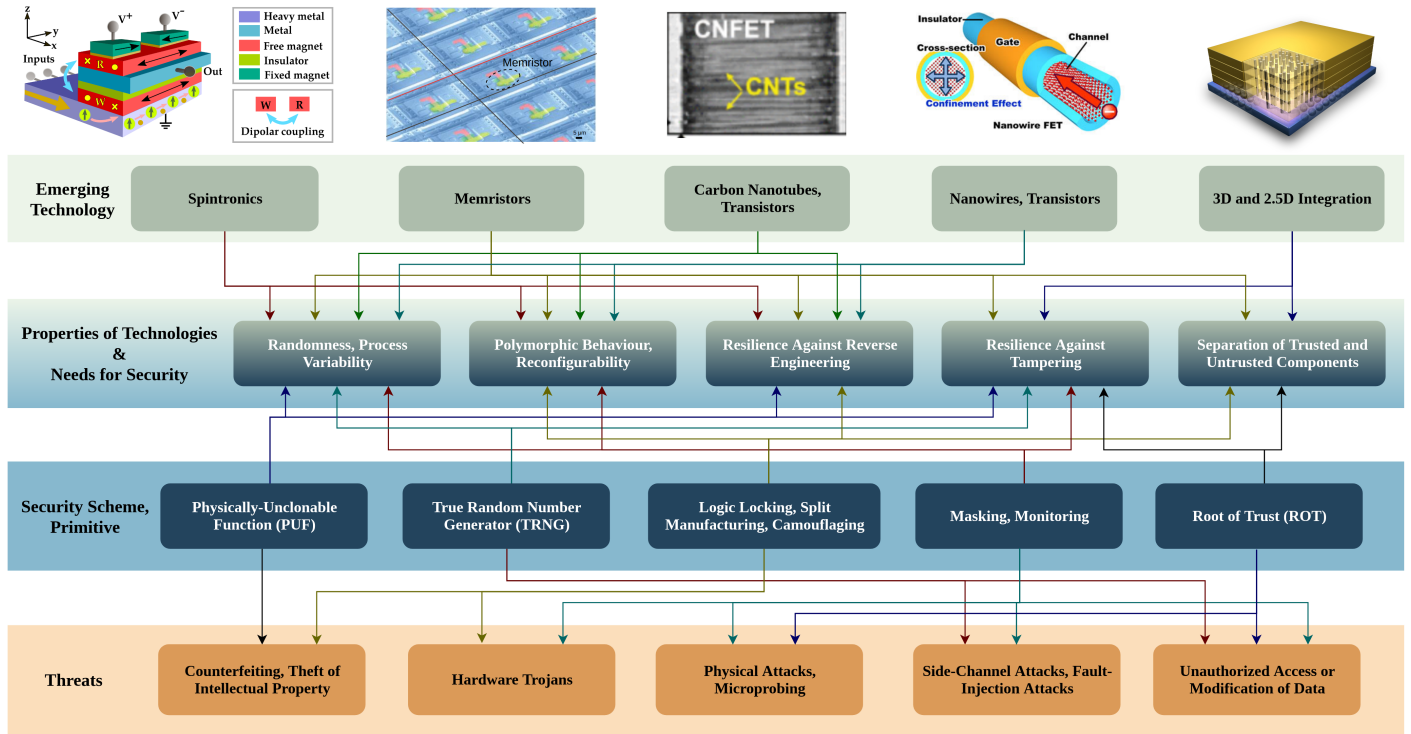 z
y
x
V+
V−
Inputs
R
W
Out
Heavy metal
Metal
Free magnet
Insulator
Fixed magnet
W R
Dipolar coupling
Memristor
5 µm
CNFET
CNTs
Insulator
Gate
Channel
Cross-section
Confinement Effect
Nanowire FET
Emerging
Technology
Spintronics
Memristors
Carbon Nanotubes,
Transistors
Nanowires, Transistors
3D and 2.5D Integration
Properties of Technologies
&
Needs for Security
Randomness, Process
Variability
Polymorphic Behaviour,
Reconfigurability
Resilience Against Reverse
Engineering
Resilience Against
Tampering
Separation of Trusted and
Untrusted Components
Security Scheme,
Primitive
Physically-Unclonable
Function (PUF)
True Random Number
Generator (TRNG)
Logic Locking, Split
Manufacturing, Camouflaging
Masking, Monitoring
Root of Trust (ROT)
Threats
Counterfeiting, Theft of
Intellectual Property
Hardware Trojans
Physical Attacks,
Microprobing
Side-Channel Attacks, Fault-
Injection Attacks
Unauthorized Access or
Modification of Data